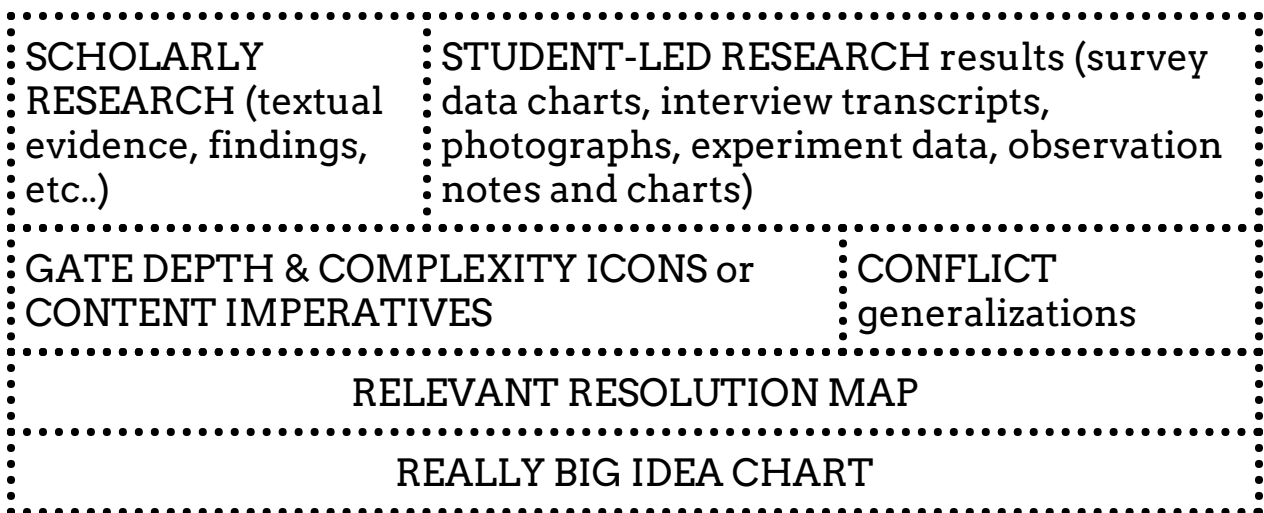 SCHOLARLY
RESEARCH (textual
evidence, findings,
etc..)
STUDENT-LED RESEARCH results (survey
data charts, interview transcripts,
photographs, experiment data, observation
notes and charts)
GATE DEPTH & COMPLEXITY ICONS or
CONTENT IMPERATIVES
CONFLICT
generalizations
RELEVANT RESOLUTION MAP
REALLY BIG IDEA CHART